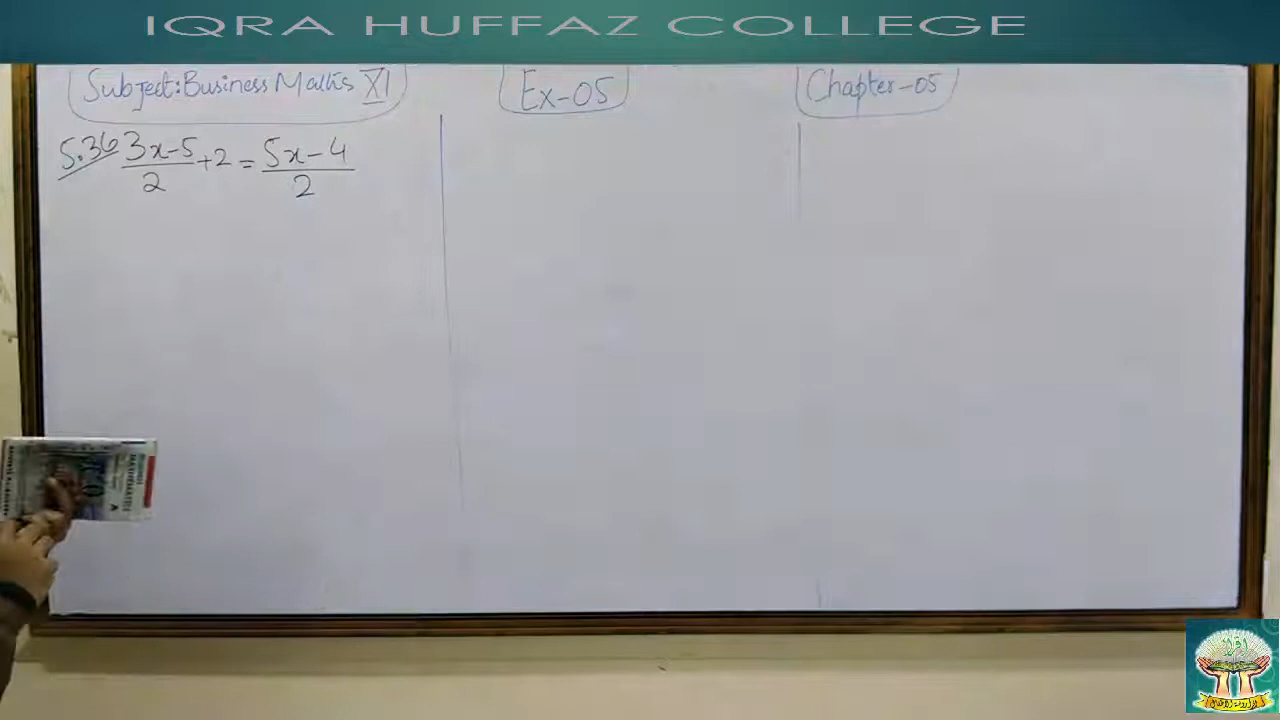 IQRA HUFFAZ COLLEGE
Subject: Business Maths XI
Ex-05
Chapter-05
5.36 3x-5/2 + 2 = 5x-4/2